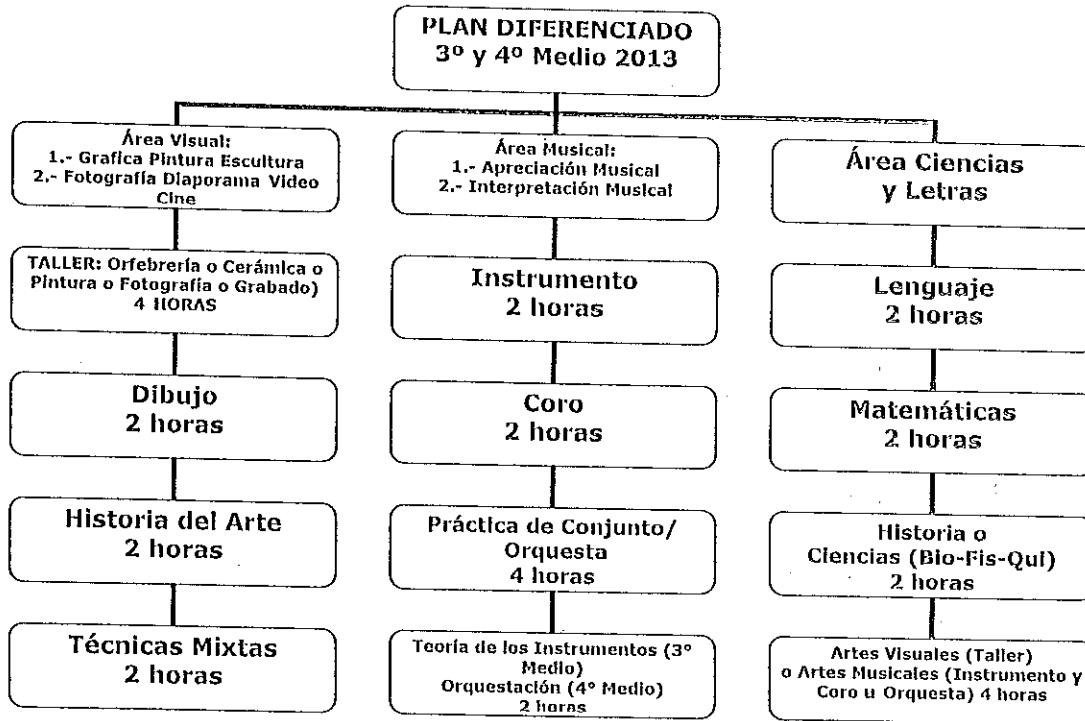 PLAN DIFERENCIADO
3º y 4º Medio 2013
Área Visual:
1.- Grafica Pintura Escultura
2.- Fotografía Diaporama Video
Cine
TALLER: Orfebrería o Cerámica o
Pintura o Fotografía o Grabado)
4 HORAS
Dibujo
2 horas
Historia del Arte
2 horas
Técnicas Mixtas
2 horas
Área Musical:
1.- Apreciación Musical
2.- Interpretación Musical
Instrumento
2 horas
Coro
2 horas
Práctica de Conjunto/
Orquesta
4 horas
Teoría de los Instrumentos (3°
Medio)
Orquestación (4° Medio)
2 horas
Área Ciencias
y Letras
Lenguaje
2 horas
Matemáticas
2 horas
Historia o
Ciencias (Bio-Fis-Qui)
2 horas
Artes Visuales (Taller)
o Artes Musicales (Instrumento y
Coro u Orquesta) 4 horas